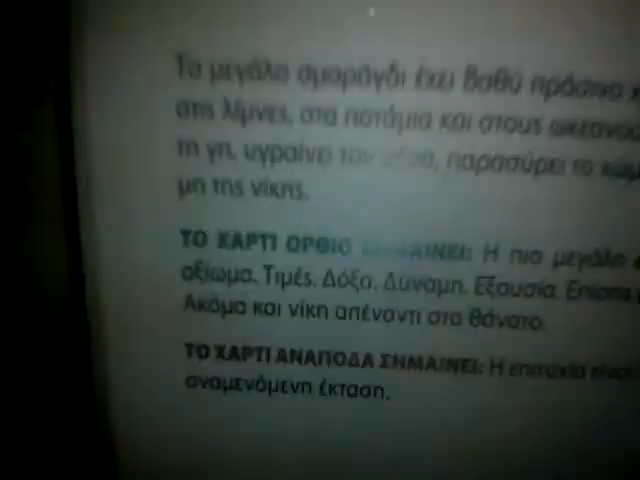 Το μεγάλο σμαράγδι έχει βαθύ πράσινο
στις λίμνες, στα ποτάμια και στους ωκεανού
τη γη, υγραίνει τον παρασύρει το χώμ
μη της νίκης.
ΤΟ ΧΑΡΤΙ ΟΡΘΙΟ ΣΗΜΑΙΝΕΙ: Η πιο μεγάλη
αξίωμα. Τιμές. Δόξα. Δύναμη. Εξουσία. Επίσης
Ακόμα και νίκη απέναντι στο θάνατο.
ΤΟ ΧΑΡΤΙ ΑΝΑΠΟΔΑ ΣΗΜΑΙΝΕΙ: Η επιτυχία είναι
αναμενόμενη έκταση.